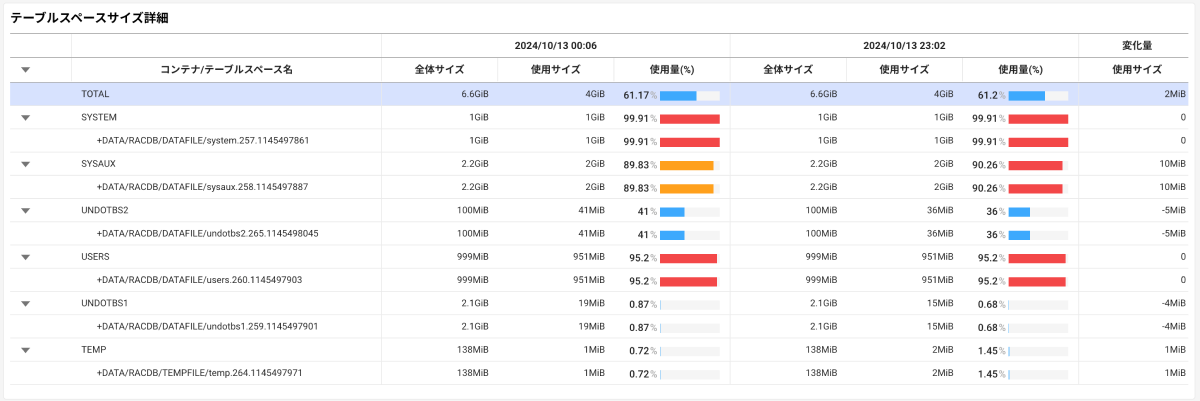 テーブルスペースサイズ詳細
2024/10/13 00:06 2024/10/13 23:02 変化量
コンテナ/テーブルスペース名 全体サイズ 使用サイズ 使用量(%) 全体サイズ 使用サイズ 使用量(%) 使用サイズ
TOTAL 6.6GiB 4GiB 61.17% 6.6GiB 4GiB 61.2% 2MiB
SYSTEM 1GiB 1GiB 99.91% 1GiB 1GiB 99.91% 0
+DATA/RACDB/DATAFILE/system.257.1145497861 1GiB 1GiB 99.91% 1GiB 1GiB 99.91% 0
SYSAUX 2.2GiB 2GiB 89.83% 2.2GiB 2GiB 90.26% 10MiB
+DATA/RACDB/DATAFILE/sysaux.258.1145497887 2.2GiB 2GiB 89.83% 2.2GiB 2GiB 90.26% 10MiB
UNDOTBS2 100MiB 41MiB 41% 100MiB 36MiB 36% -5MiB
+DATA/RACDB/DATAFILE/undotbs2.265.1145498045 100MiB 41MiB 41% 100MiB 36MiB 36% -5MiB
USERS 999MiB 951MiB 95.2% 999MiB 951MiB 95.2% 0
+DATA/RACDB/DATAFILE/users.260.1145497903 999MiB 951MiB 95.2% 999MiB 951MiB 95.2% 0
UNDOTBS1 2.1GiB 19MiB 0.87% 2.1GiB 15MiB 0.68% -4MiB
+DATA/RACDB/DATAFILE/undotbs1.259.1145497901 2.1GiB 19MiB 0.87% 2.1GiB 15MiB 0.68% -4MiB
TEMP 138MiB 1MiB 0.72% 138MiB 2MiB 1.45% 1MiB
+DATA/RACDB/TEMPFILE/temp.264.1145497971 138MiB 1MiB 0.72% 138MiB 2MiB 1.45% 1MiB